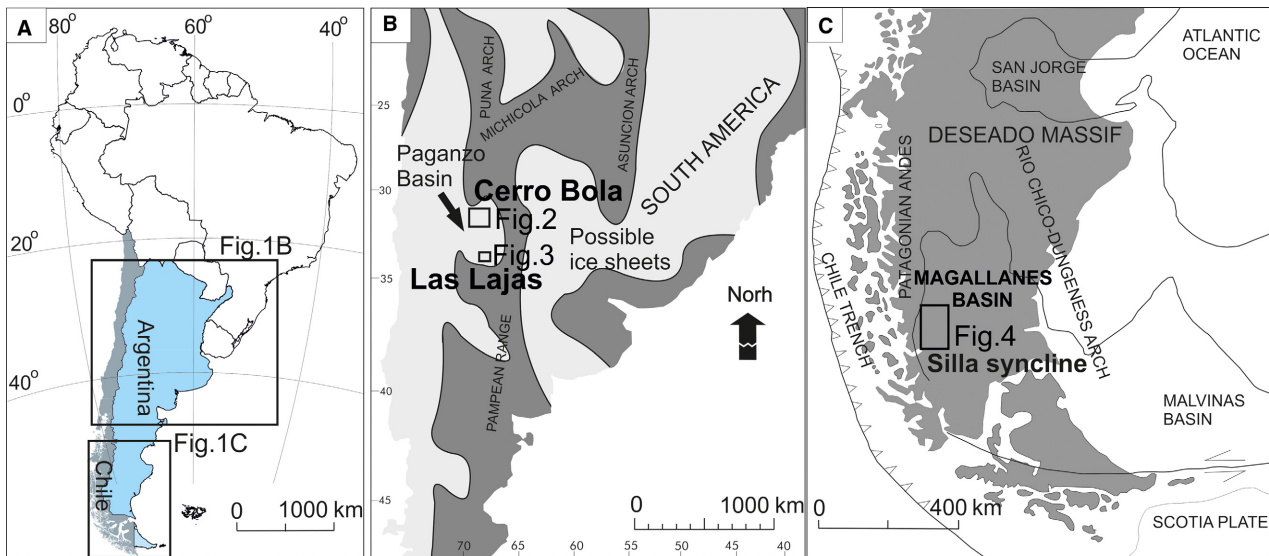 A
80°
60°
40°
0°
20°
Fig.1B
Argentina
40°
Fig.1C
Chile
0
1000 km
B
25
PUNA ARCH
MICHICOLA ARCH
ASUNCION ARCH
SOUTH AMERICA
Paganzo
Basin
30
Cerro Bola
Fig.2
Fig.3
Possible
ice sheets
35
Las Lajas
Norh
PAMPEAN RANGE
40
45
0
1000 km
70
65
60
55
50
45
40
C
ATLANTIC
OCEAN
SAN JORGE
BASIN
DESEADO MASSIF
PATAGONIAN ANDES
RIO CHICO-DUNGENESS ARCH
CHILE TRENCH
MAGALLANES
BASIN
Fig.4
Silla syncline
MALVINAS
BASIN
0
400 km
SCOTIA PLATE